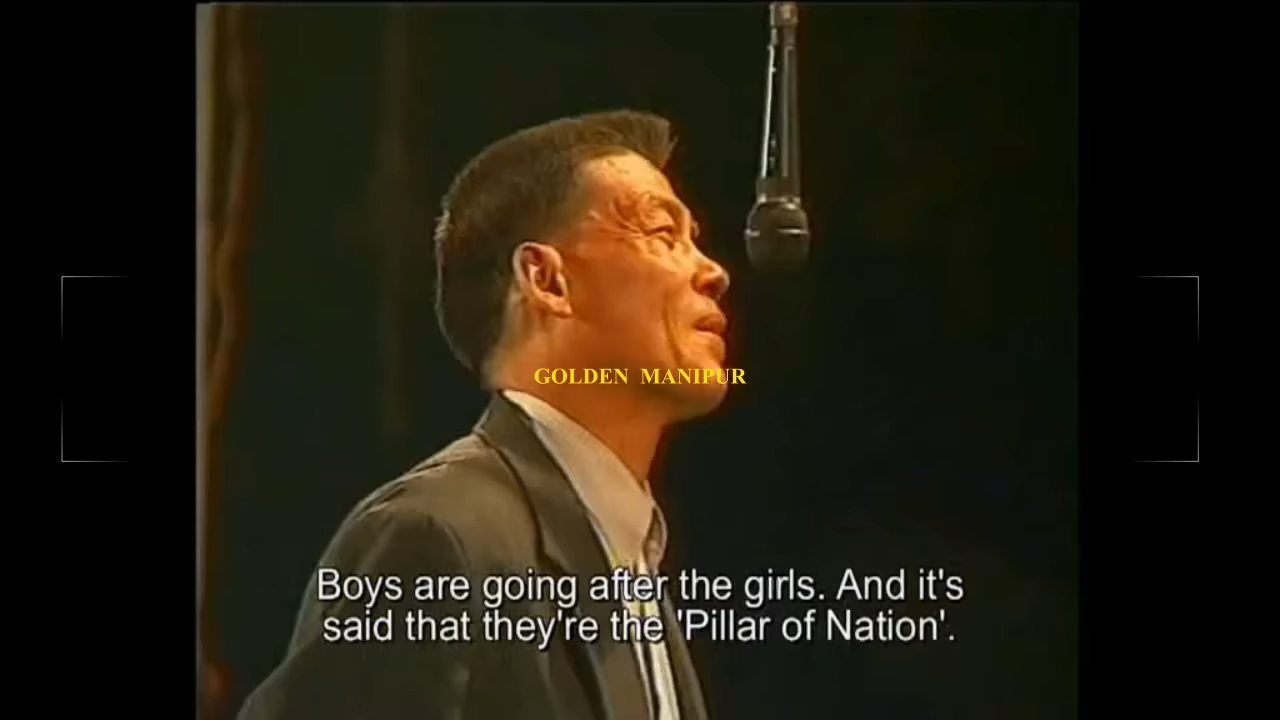 GOLDEN MANIPUR
Boys are going after the girls. And it's
said that they're the 'Pillar of Nation'.